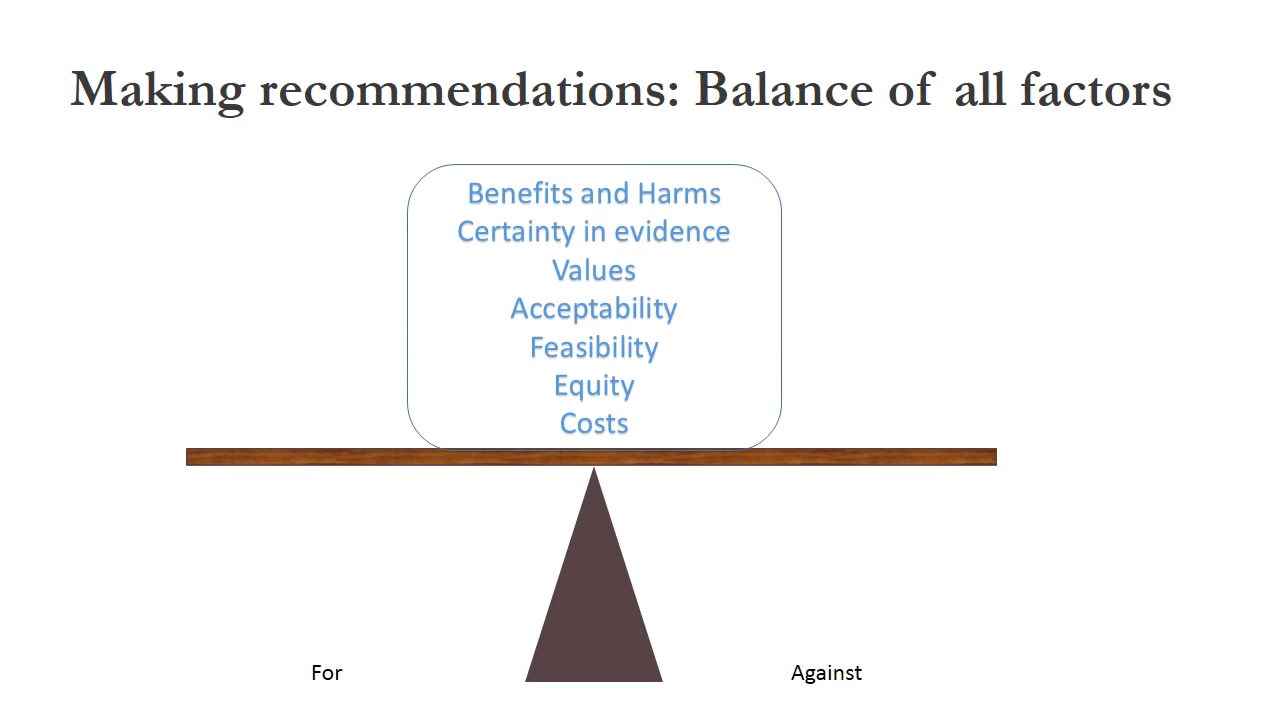 Making recommendations: Balance of all factors
Benefits and Harms
Certainty in evidence
Values
Acceptability
Feasibility
Equity
Costs
For
Against